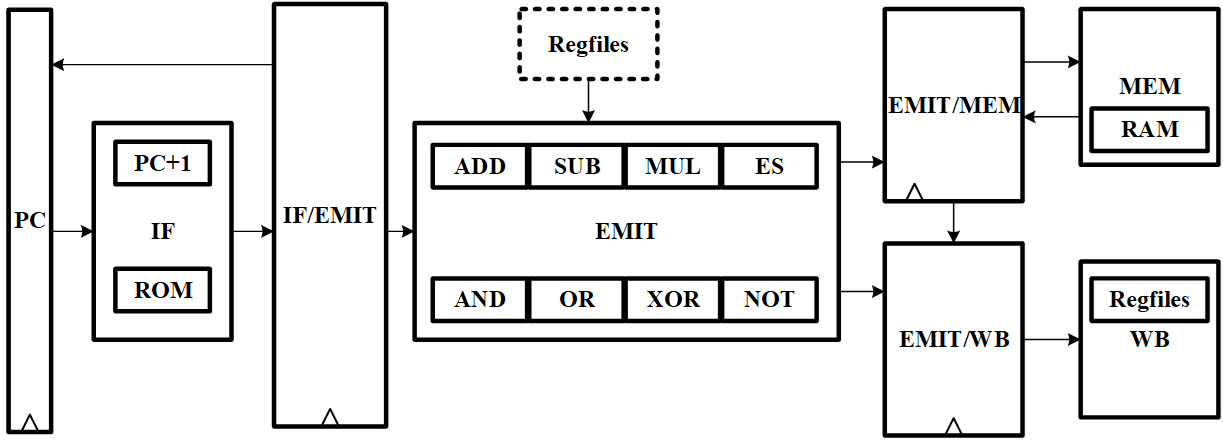 PC
PC+1
IF
ROM
IF/EMIT
Regfiles
ADD SUB MUL ES
EMIT
AND OR XOR NOT
EMIT/MEM
MEM
RAM
EMIT/WB
Regfiles
WB